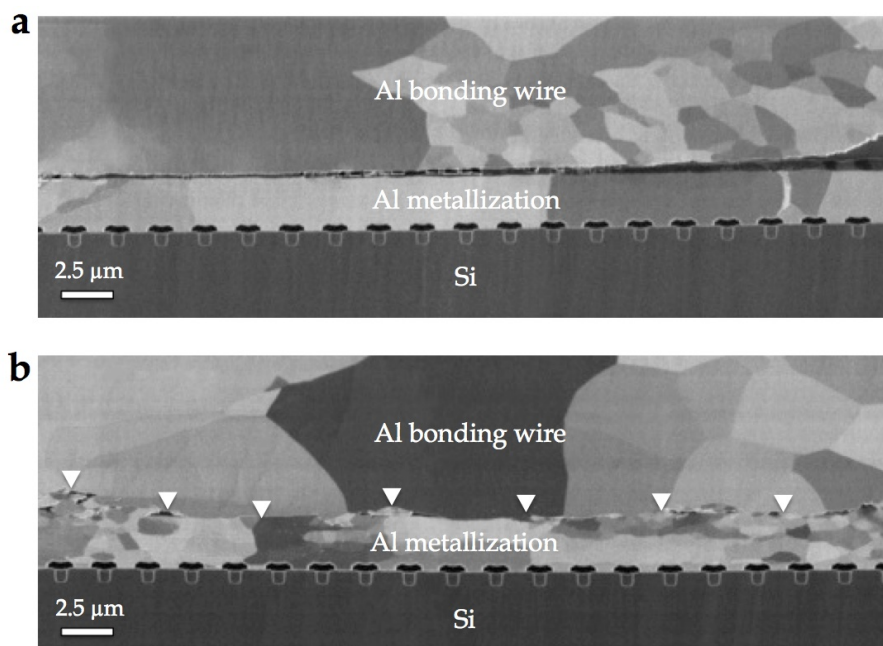 a
Al bonding wire
Al metallization
2.5 µm
Si
b
Al bonding wire
Al metallization
2.5 µm
Si